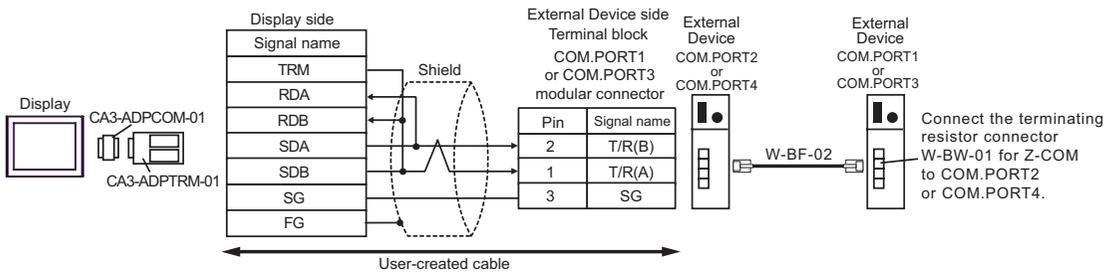 Display
CA3-ADPCOM-01
CA3-ADPTRM-01
Display side
Signal name
TRM
RDA
RDB
SDA
SDB
SG
FG
Shield
User-created cable
External Device side
Terminal block
COM.PORT1
or COM.PORT3
modular connector
Pin Signal name
2 T/R(B)
1 T/R(A)
3 SG
External
Device
COM.PORT2
or
COM.PORT4
W-BF-02
External
Device
COM.PORT1
or
COM.PORT3
Connect the terminating
resistor connector
W-BW-01 for Z-COM
to COM.PORT2
or COM.PORT4.